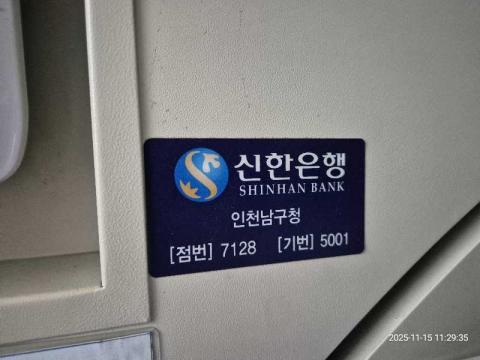 신한은행
SHINHAN BANK
인천남구청
[점번] 7128 [기번] 5001
2025-11-15 11:29:35